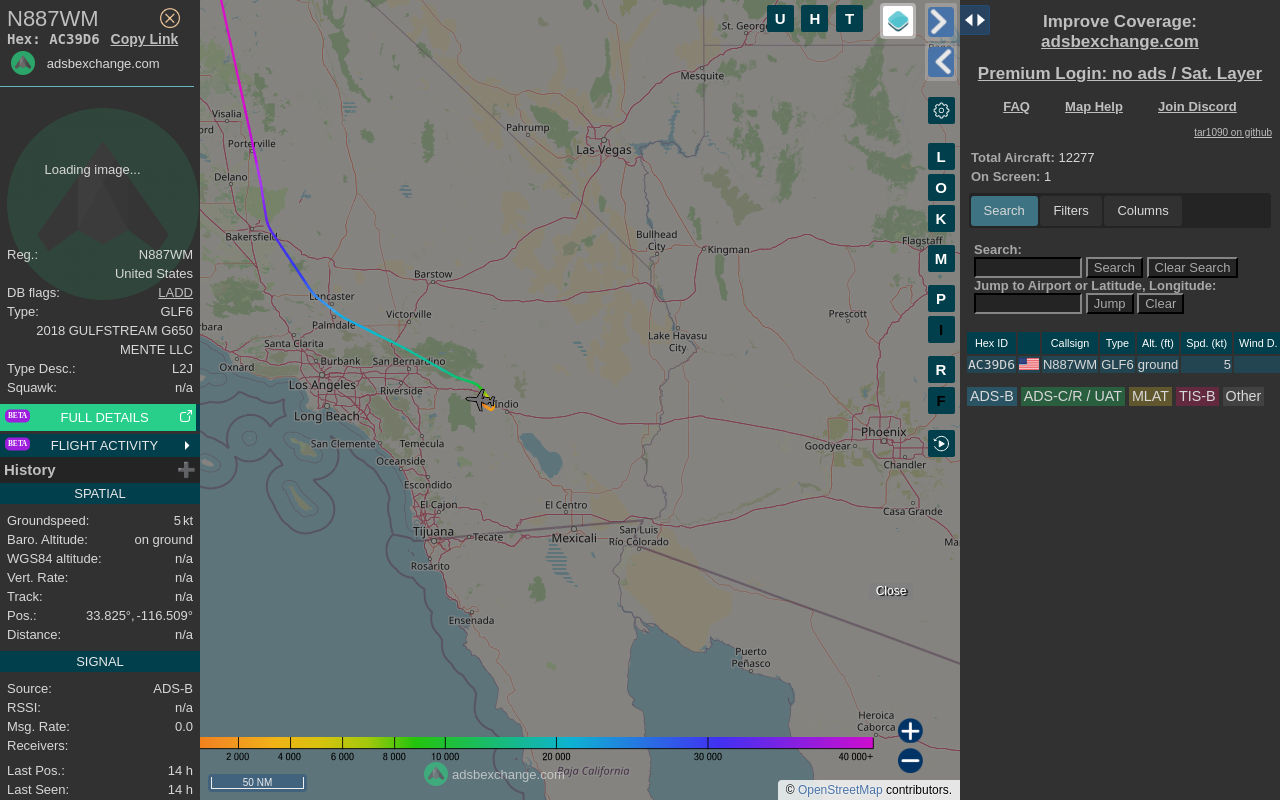 N887WM
Hex: AC39D6 Copy Link
adsbexchange.com
Loading image...
Reg.: N887WM
United States
DB flags: LADD
Type: GLF6
2018 GULFSTREAM G650
MENTE LLC
Type Desc.: L2J
Squawk: n/a
BETA FULL DETAILS
BETA FLIGHT ACTIVITY
History
SPATIAL
Groundspeed: 5 kt
Baro. Altitude: on ground
WGS84 altitude: n/a
Vert. Rate: n/a
Track: n/a
Pos.: 33.825°, -116.509°
Distance: n/a
SIGNAL
Source: ADS-B
RSSI: n/a
Msg. Rate: 0.0
Receivers:
Last Pos.: 14 h
Last Seen: 14 h
U H T
St. George
Mesquite
Visalia
Porterville
Pahrump
Las Vegas
Delano
Bakersfield
Bullhead
City
Kingman
Flagstaff
Barstow
Lancaster
Palmdale
Victorville
Prescott
Lake Havasu
City
Santa Clarita
Oxnard
Burbank
San Bernardino
Los Angeles
Riverside
Long Beach
Indio
San Clemente
Temecula
Oceanside
Phoenix
Goodyear
Chandler
Escondido
El Cajon
El Centro
Casa Grande
Tijuana
Tecate
Mexicali
San Luis
Río Colorado
Rosarito
Ensenada
Puerto
Peñasco
Heroica
Caborca
Baja California
L
O
K
M
P
I
R
F
Close
2 000 4 000 6 000 8 000 10 000 20 000 30 000 40 000+
50 NM
adsbexchange.com
© OpenStreetMap contributors.
Improve Coverage:
adsbexchange.com
Premium Login: no ads / Sat. Layer
FAQ Map Help Join Discord
tar1090 on github
Total Aircraft: 12277
On Screen: 1
Search Filters Columns
Search:
Search Clear Search
Jump to Airport or Latitude, Longitude:
Jump Clear
Hex ID Callsign Type Alt. (ft) Spd. (kt) Wind D.
AC39D6 N887WM GLF6 ground 5
ADS-B ADS-C/R / UAT MLAT TIS-B Other